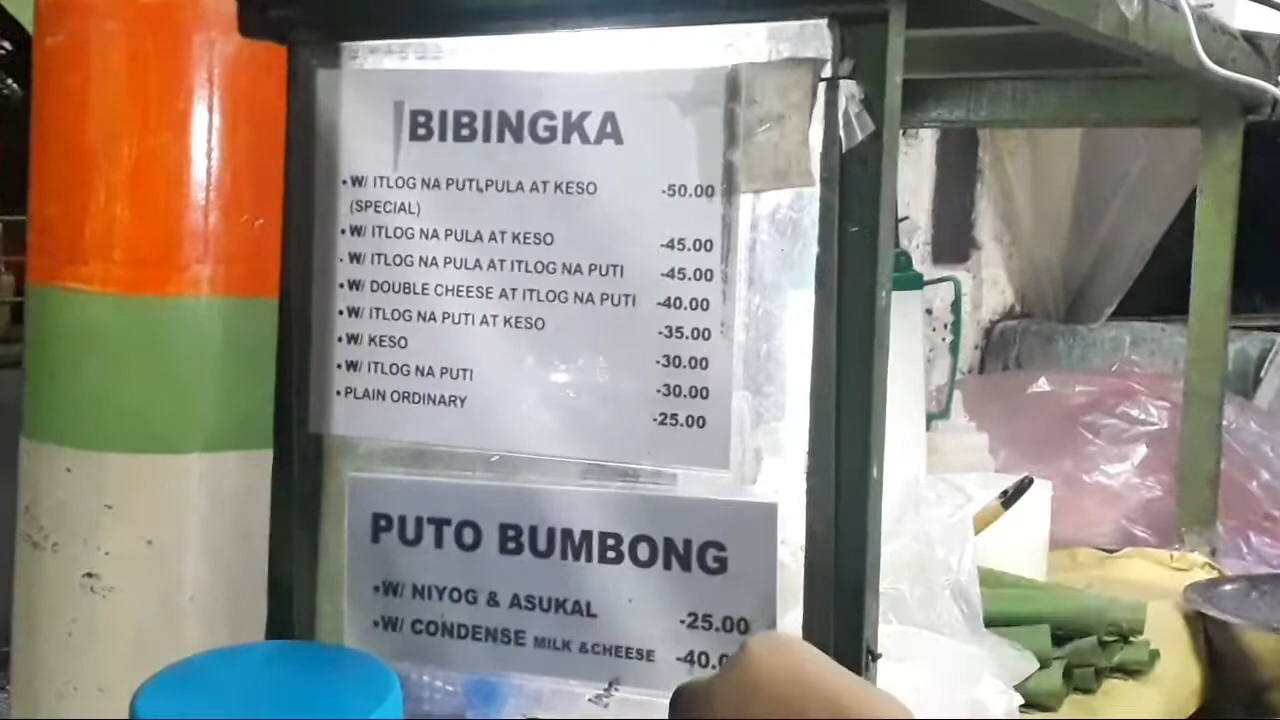 BIBINGKA
•W/ ITLOG NA PUTI,PULA AT KESO -50.00
(SPECIAL)
•W/ ITLOG NA PULA AT KESO -45.00
•W/ ITLOG NA PULA AT ITLOG NA PUTI -45.00
•W/ DOUBLE CHEESE AT ITLOG NA PUTI -40.00
•W/ ITLOG NA PUTI AT KESO -35.00
•W/ KESO -30.00
•W/ ITLOG NA PUTI -30.00
•PLAIN ORDINARY -25.00
PUTO BUMBONG
•W/ NIYOG & ASUKAL -25.00
•W/ CONDENSE MILK &CHEESE -40.0